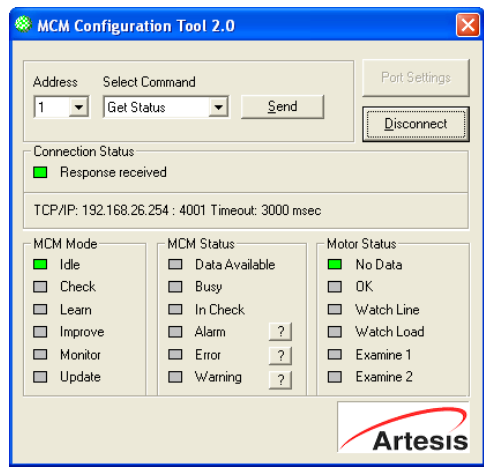 MCM Configuration Tool 2.0
Address Select Command Port Settings
1 Get Status Send
Disconnect
Connection Status
Response received
TCP/IP: 192.168.26.254 : 4001 Timeout: 3000 msec
MCM Mode MCM Status Motor Status
Idle Data Available No Data
Check Busy OK
Learn In Check Watch Line
Improve Alarm ? Watch Load
Monitor Error ? Examine 1
Update Warning ? Examine 2
Artesis